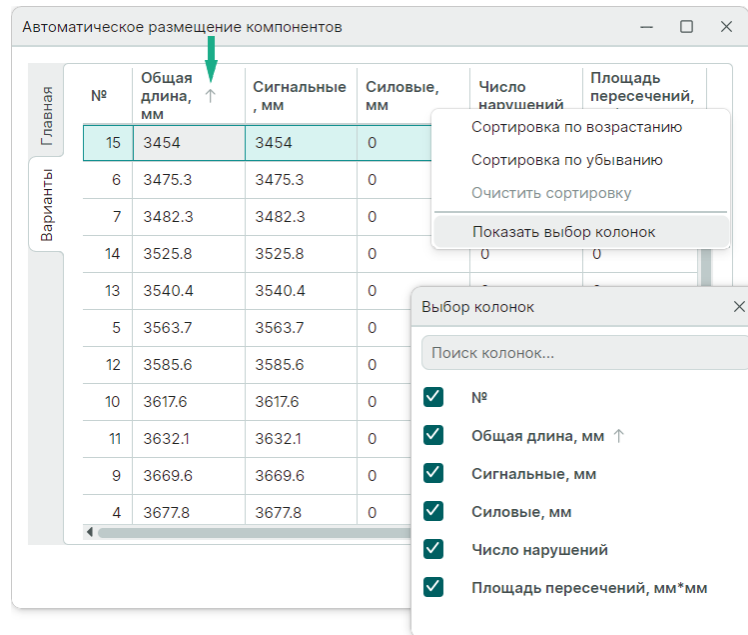 Автоматическое размещение компонентов
Главная
Варианты
№
Общая
длина,
мм
Сигнальные
, мм
Силовые,
мм
Число
нарушений
Площадь
пересечений,
15 3454 3454 0
6 3475.3 3475.3 0
7 3482.3 3482.3 0
14 3525.8 3525.8 0 0 0
13 3540.4 3540.4 0
5 3563.7 3563.7 0
12 3585.6 3585.6 0
10 3617.6 3617.6 0
11 3632.1 3632.1 0
9 3669.6 3669.6 0
4 3677.8 3677.8 0
Сортировка по возрастанию
Сортировка по убыванию
Очистить сортировку
Показать выбор колонок
Выбор колонок
Поиск колонок...
№
Общая длина, мм
Сигнальные, мм
Силовые, мм
Число нарушений
Площадь пересечений, мм*мм